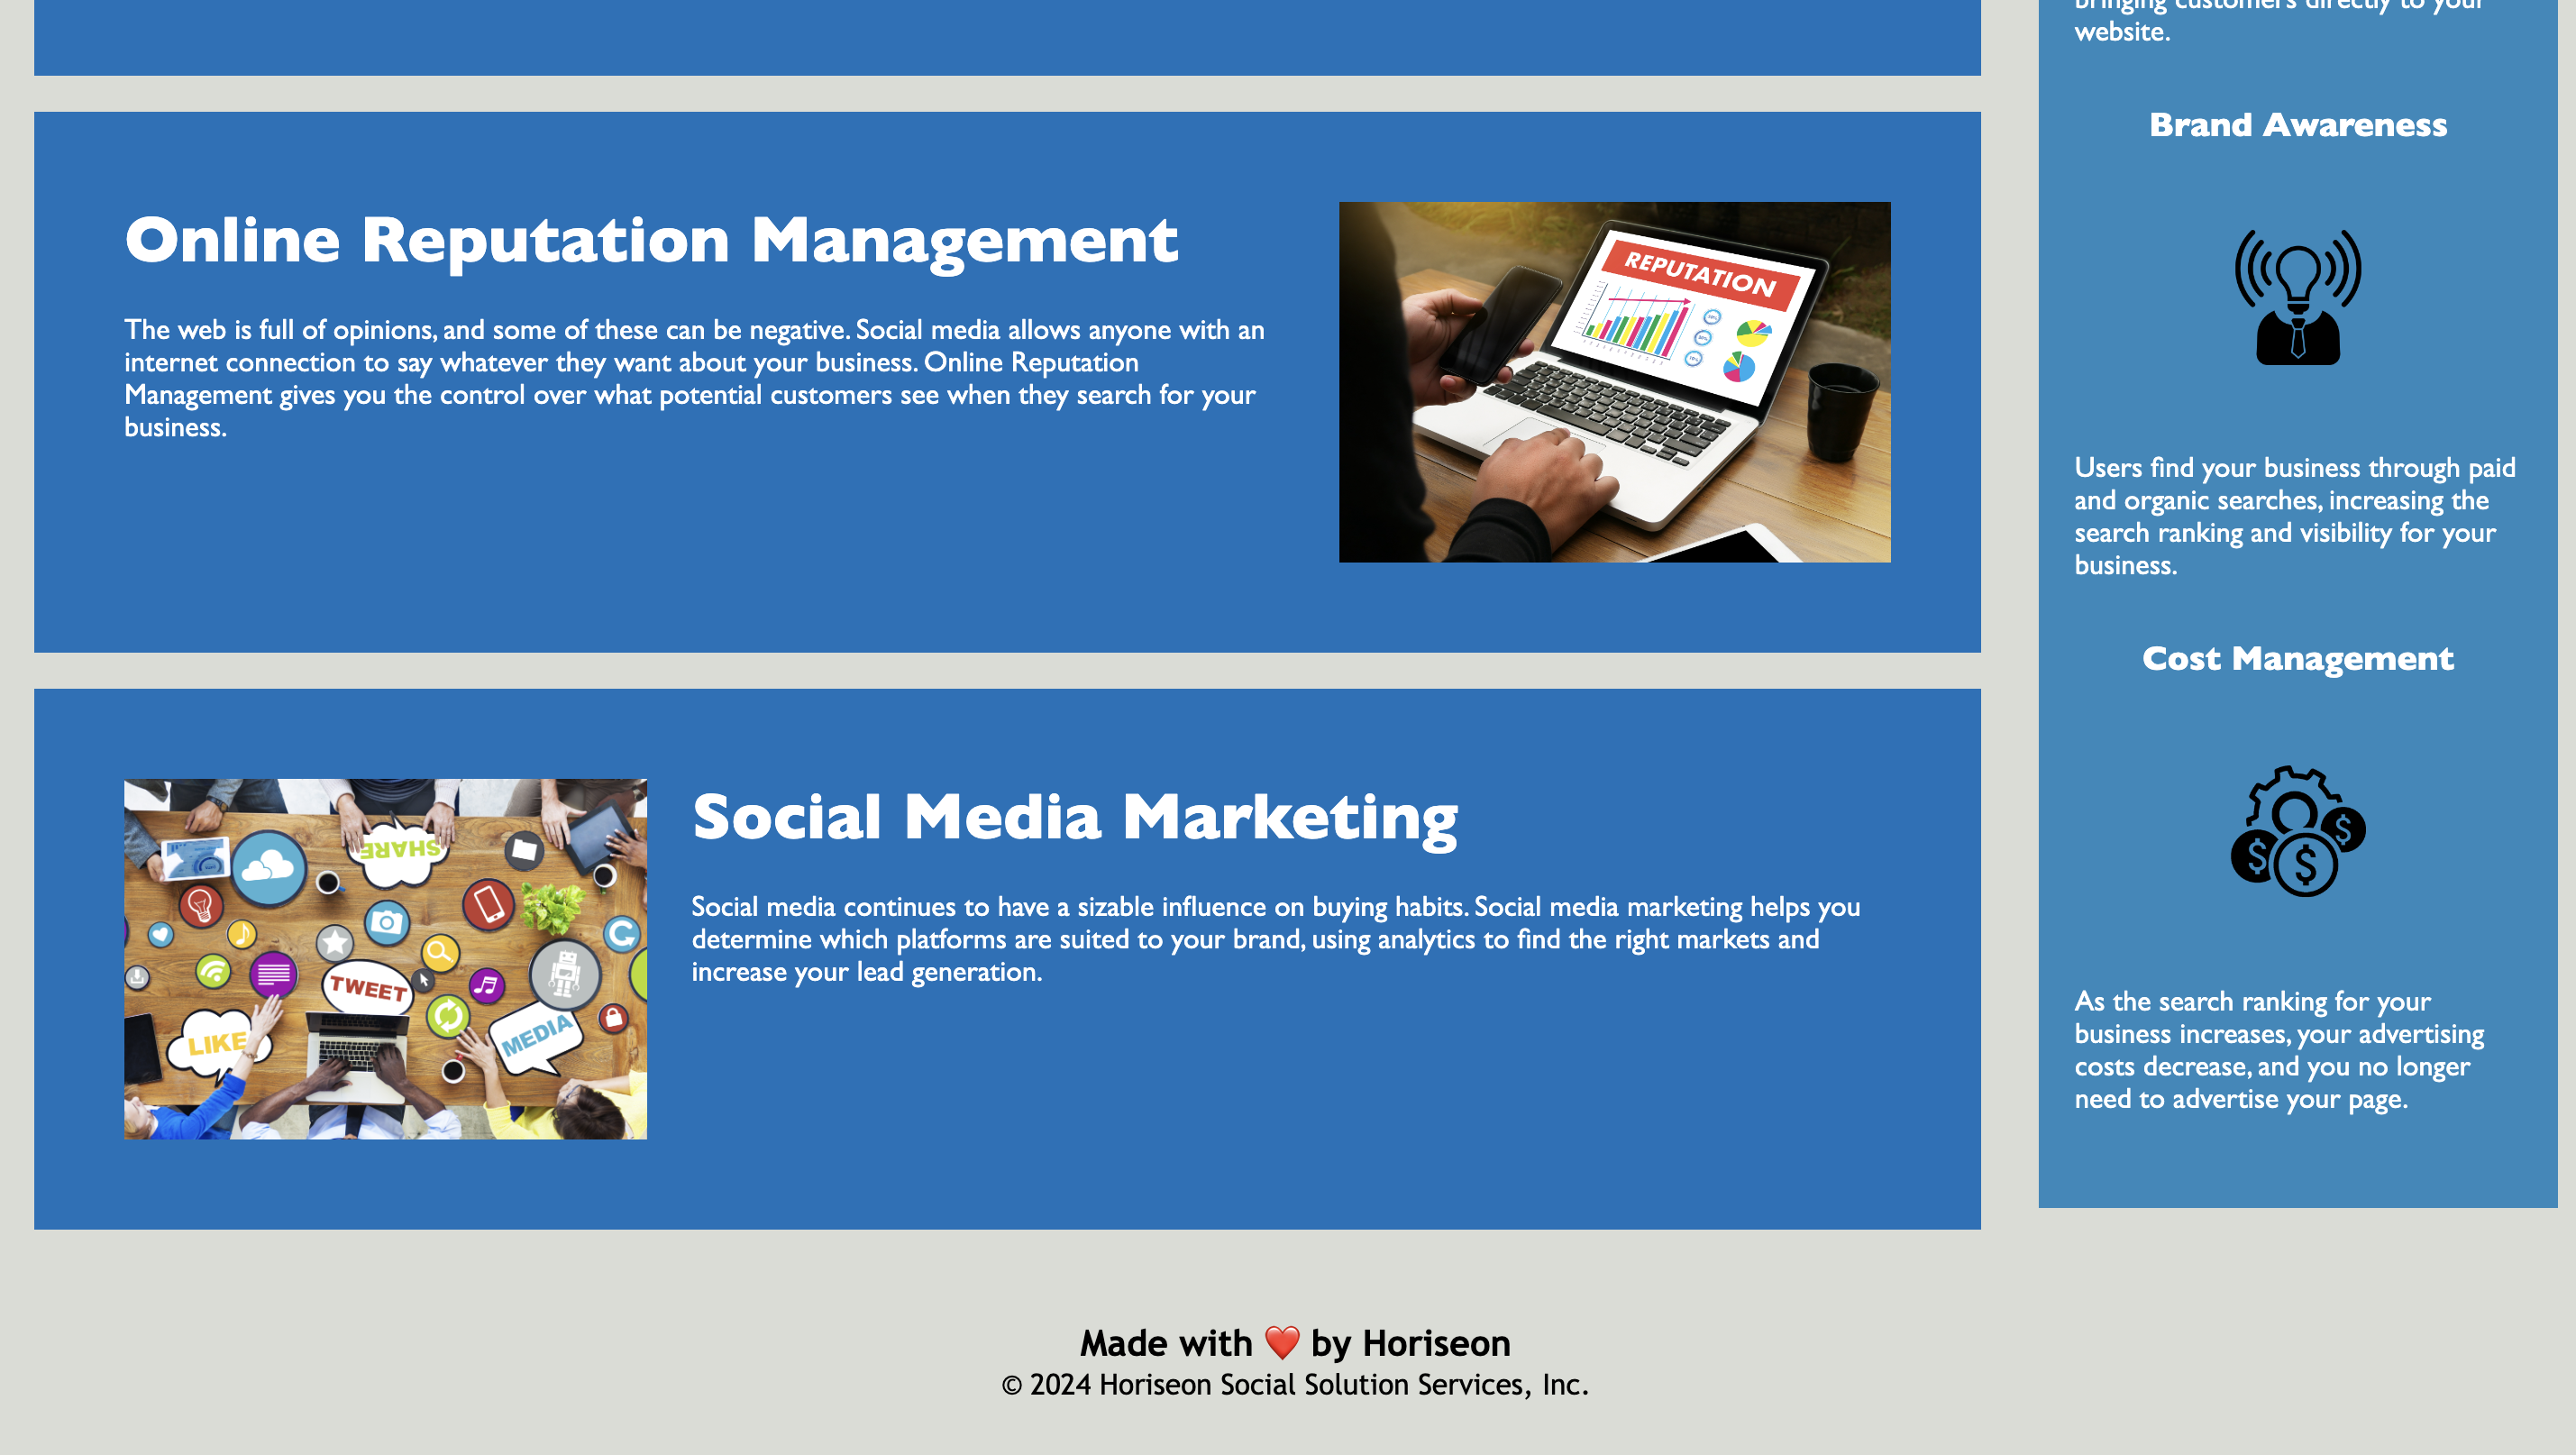 Online Reputation Management
The web is full of opinions, and some of these can be negative. Social media allows anyone with an
internet connection to say whatever they want about your business. Online Reputation
Management gives you the control over what potential customers see when they search for your
business.
REPUTATION
SHARE
TWEET
LIKE
MEDIA
Social Media Marketing
Social media continues to have a sizable influence on buying habits. Social media marketing helps you
determine which platforms are suited to your brand, using analytics to find the right markets and
increase your lead generation.
bringing customers directly to your
website.
Brand Awareness
Users find your business through paid
and organic searches, increasing the
search ranking and visibility for your
business.
Cost Management
$ $ $
As the search ranking for your
business increases, your advertising
costs decrease, and you no longer
need to advertise your page.
Made with ❤️ by Horiseon
© 2024 Horiseon Social Solution Services, Inc.